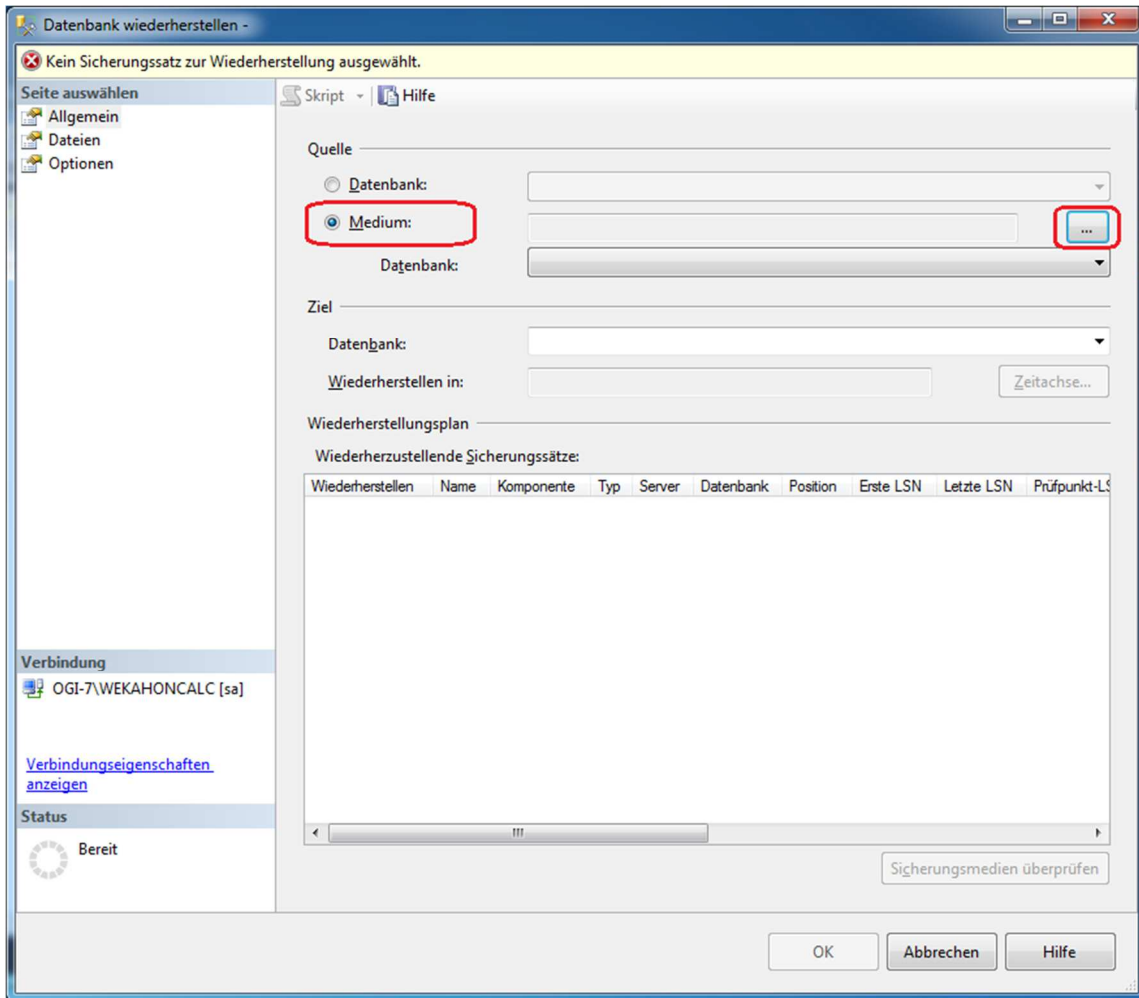 Datenbank wiederherstellen -
Kein Sicherungssatz zur Wiederherstellung ausgewählt.
Seite auswählen
Allgemein
Dateien
Optionen
Skript
Hilfe
Quelle
Datenbank:
Medium:
...
Datenbank:
Ziel
Datenbank:
Wiederherstellen in:
Zeitachse...
Wiederherstellungsplan
Wiederherzustellende Sicherungssätze:
Wiederherstellen Name Komponente Typ Server Datenbank Position Erste LSN Letzte LSN Prüfpunkt-LS
Verbindung
OGI-7\WEKAHONCALC [sa]
Verbindungseigenschaften
anzeigen
Status
Bereit
Sicherungsmedien überprüfen
OK Abbrechen Hilfe